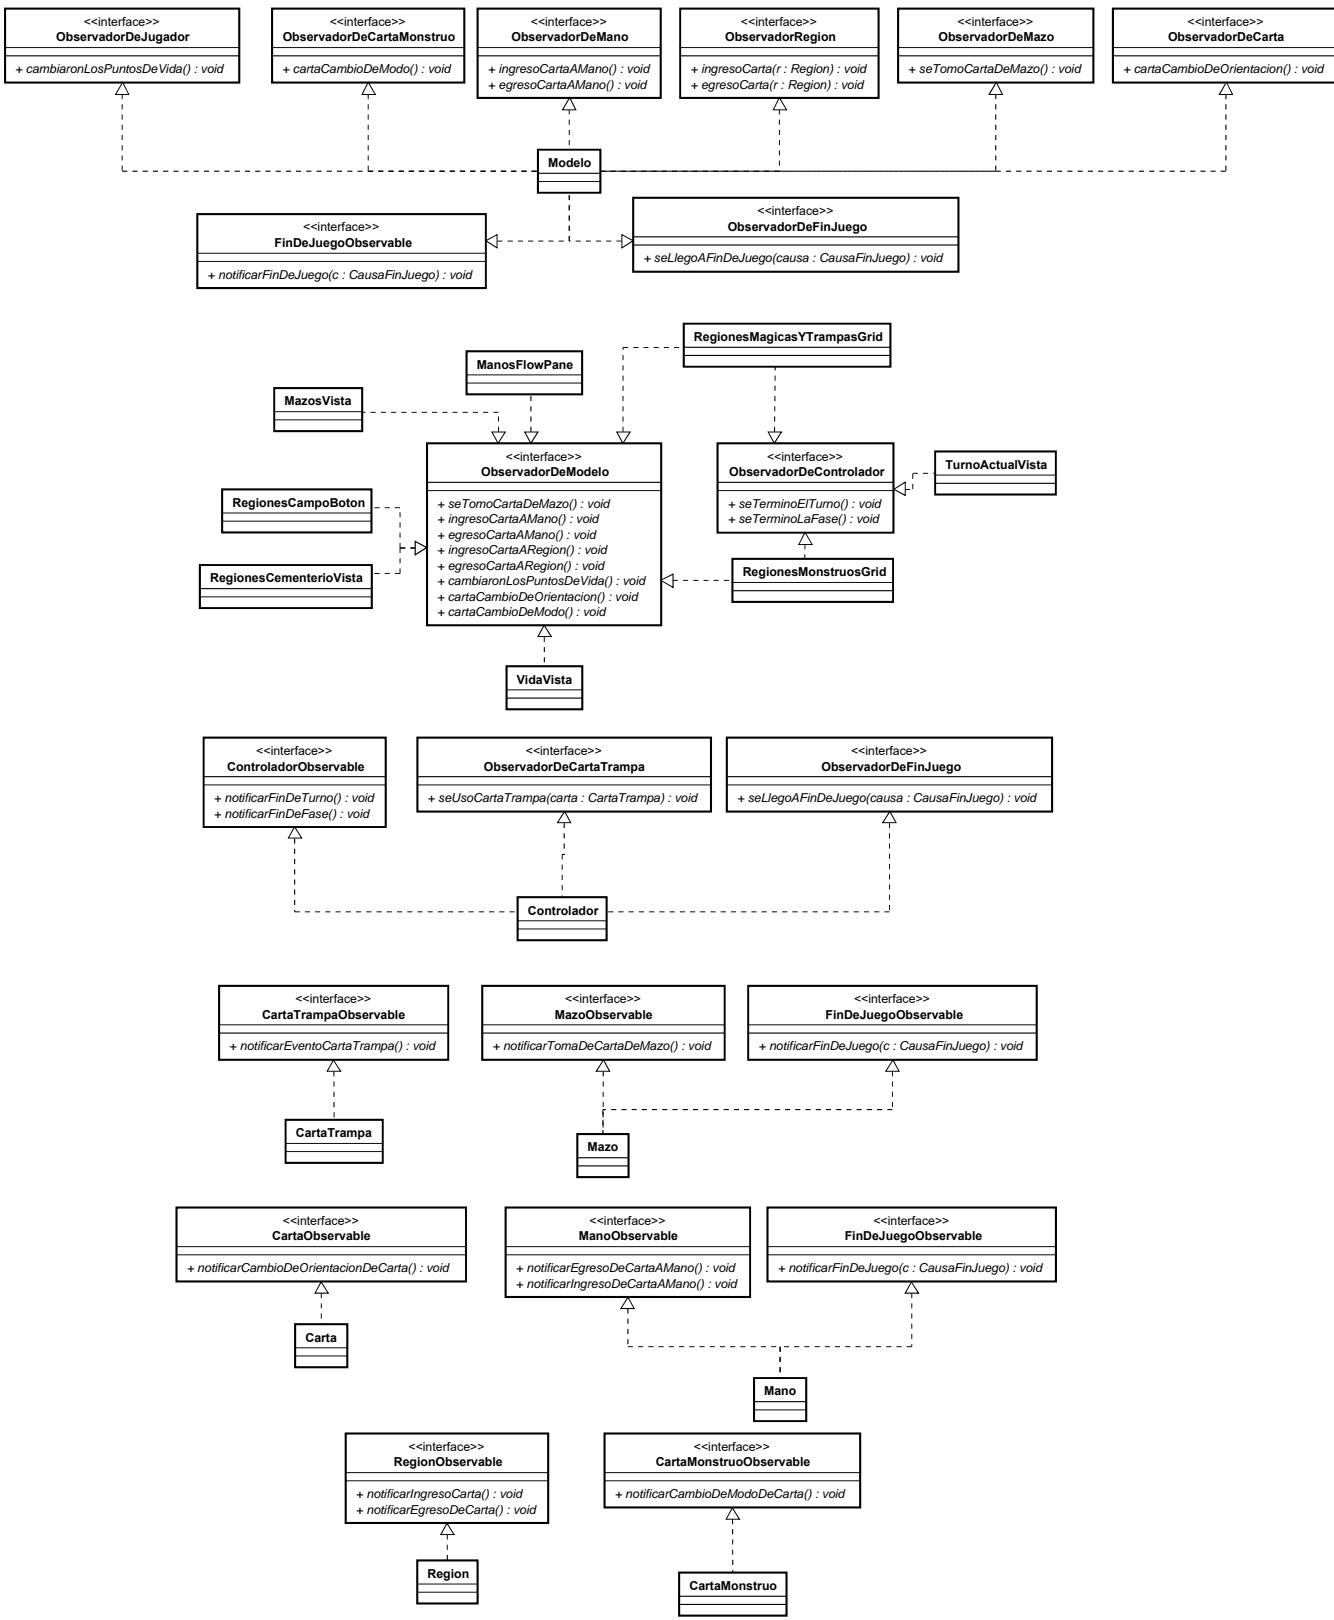 <<interface>>
ObservadorDeJugador
+ cambiaronLosPuntosDeVida() : void
<<interface>>
ObservadorDeCartaMonstruo
+ cartaCambioDeModo() : void
<<interface>>
ObservadorDeMano
+ ingresoCartaAMano() : void
+ egresoCartaAMano() : void
<<interface>>
ObservadorRegion
+ ingresoCarta(r : Region) : void
+ egresoCarta(r : Region) : void
<<interface>>
ObservadorDeMazo
+ seTomoCartaDeMazo() : void
<<interface>>
ObservadorDeCarta
+ cartaCambioDeOrientacion() : void
Modelo
<<interface>>
FinDeJuegoObservable
+ notificarFinDeJuego(c : CausaFinJuego) : void
<<interface>>
ObservadorDeFinJuego
+ seLlegoAFinDeJuego(causa : CausaFinJuego) : void
RegionesMagicasYTrampasGrid
ManosFlowPane
MazosVista
<<interface>>
ObservadorDeModelo
+ seTomoCartaDeMazo() : void
+ ingresoCartaAMano() : void
+ egresoCartaAMano() : void
+ ingresoCartaARegion() : void
+ egresoCartaARegion() : void
+ cambiaronLosPuntosDeVida() : void
+ cartaCambioDeOrientacion() : void
+ cartaCambioDeModo() : void
<<interface>>
ObservadorDeControlador
+ seTerminoElTurno() : void
+ seTerminoLaFase() : void
TurnoActualVista
RegionesCampoBoton
RegionesCementerioVista
RegionesMonstruosGrid
VidaVista
<<interface>>
ControladorObservable
+ notificarFinDeTurno() : void
+ notificarFinDeFase() : void
<<interface>>
ObservadorDeCartaTrampa
+ seUsoCartaTrampa(carta : CartaTrampa) : void
<<interface>>
ObservadorDeFinJuego
+ seLlegoAFinDeJuego(causa : CausaFinJuego) : void
Controlador
<<interface>>
CartaTrampaObservable
+ notificarEventoCartaTrampa() : void
<<interface>>
MazoObservable
+ notificarTomaDeCartaDeMazo() : void
<<interface>>
FinDeJuegoObservable
+ notificarFinDeJuego(c : CausaFinJuego) : void
CartaTrampa
Mazo
<<interface>>
CartaObservable
+ notificarCambioDeOrientacionDeCarta() : void
<<interface>>
ManoObservable
+ notificarEgresoDeCartaAMano() : void
+ notificarIngresoDeCartaAMano() : void
<<interface>>
FinDeJuegoObservable
+ notificarFinDeJuego(c : CausaFinJuego) : void
Carta
Mano
<<interface>>
RegionObservable
+ notificarIngresoCarta() : void
+ notificarEgresoDeCarta() : void
<<interface>>
CartaMonstruoObservable
+ notificarCambioDeModoDeCarta() : void
Region
CartaMonstruo